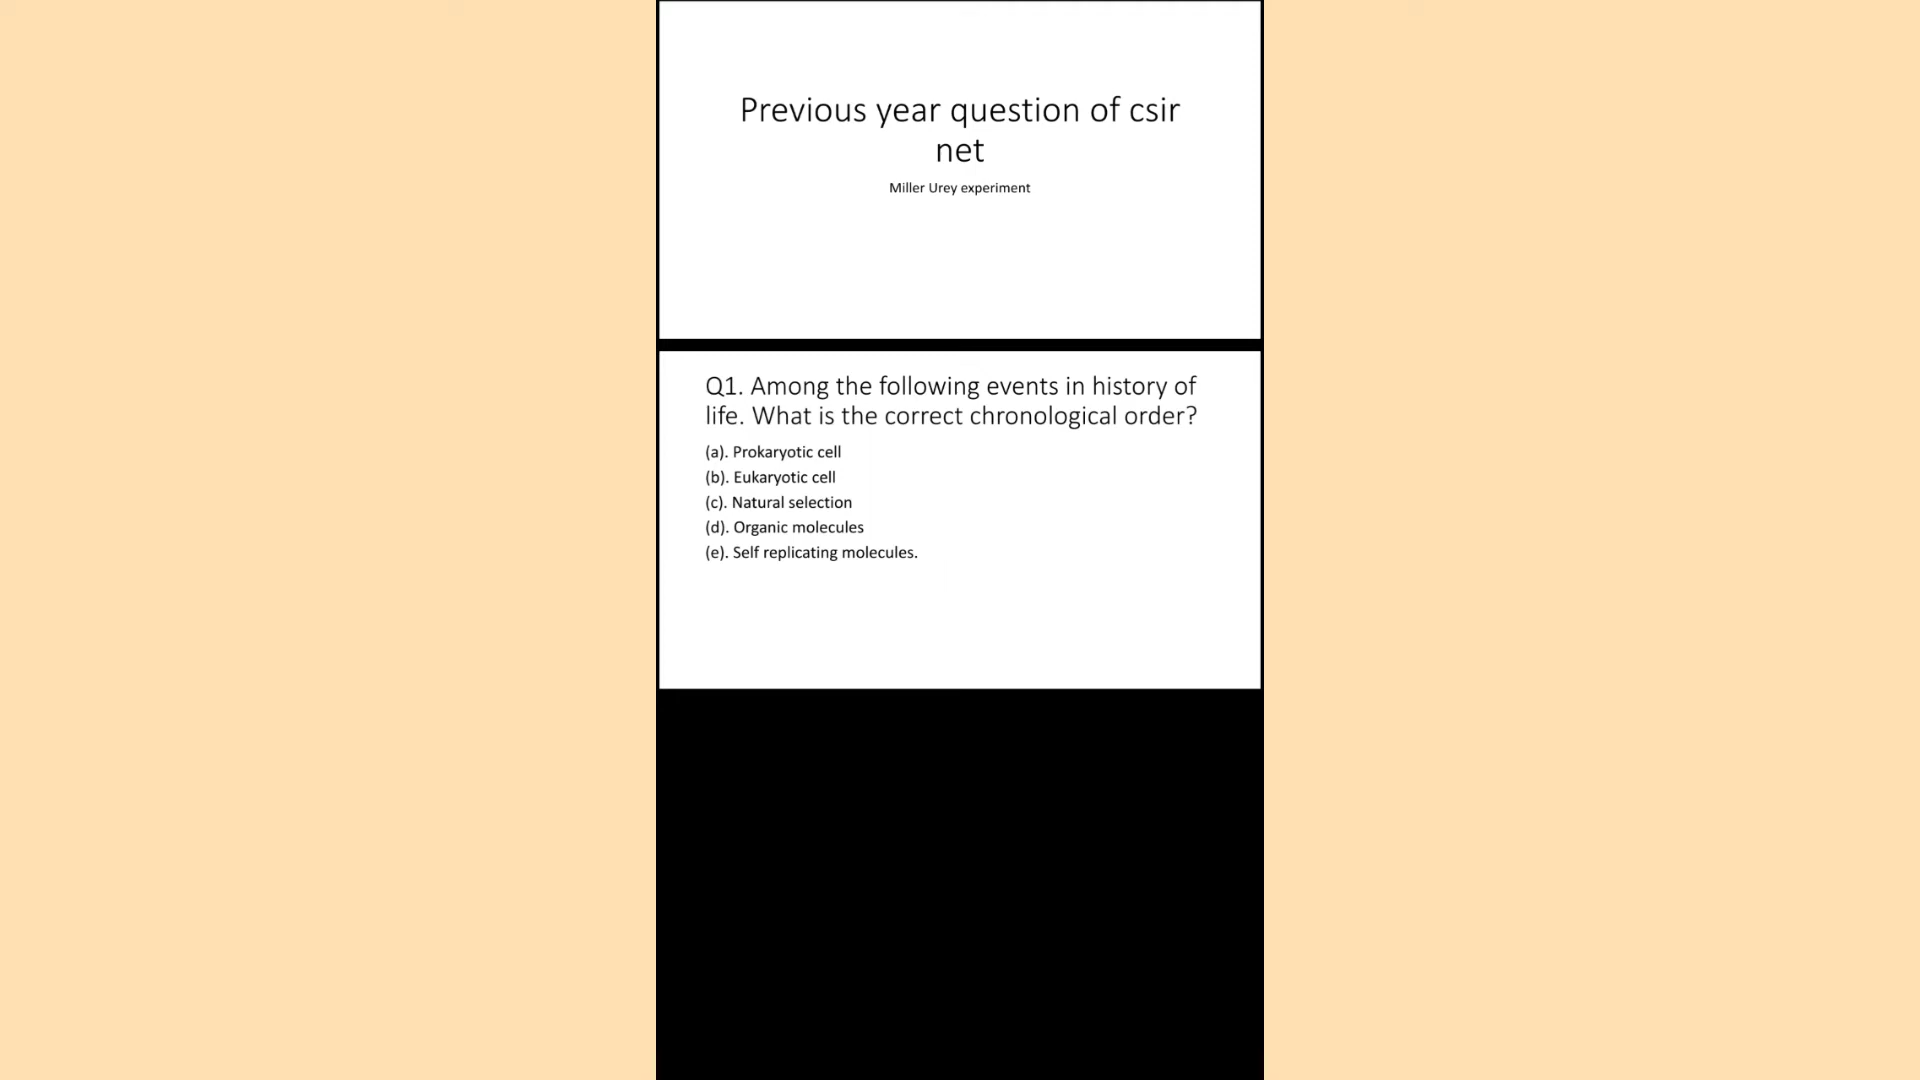 Previous year question of csir
net
Miller Urey experiment
Q1. Among the following events in history of
life. What is the correct chronological order?
(a). Prokaryotic cell
(b). Eukaryotic cell
(c). Natural selection
(d). Organic molecules
(e). Self replicating molecules.